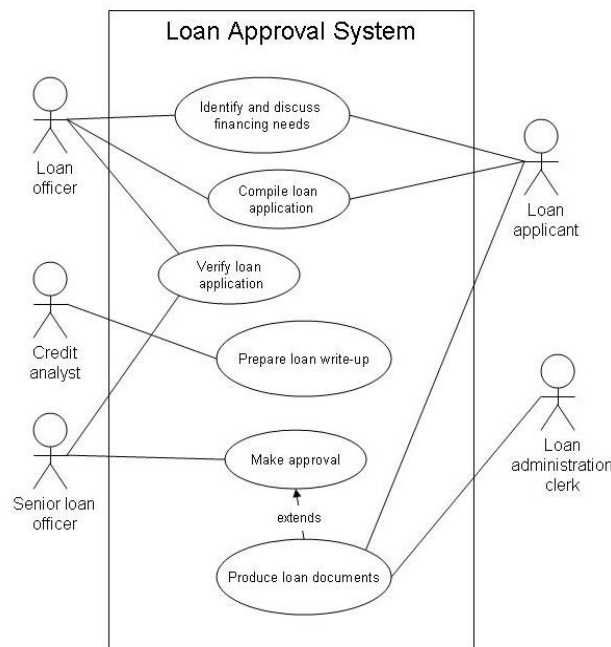 Loan Approval System
Identify and discuss
financing needs
Loan
officer
Compile loan
application
Loan
applicant
Verify loan
application
Credit
analyst
Prepare loan write-up
Loan
administration
clerk
Make approval
Senior loan
officer
extends
Produce loan documents